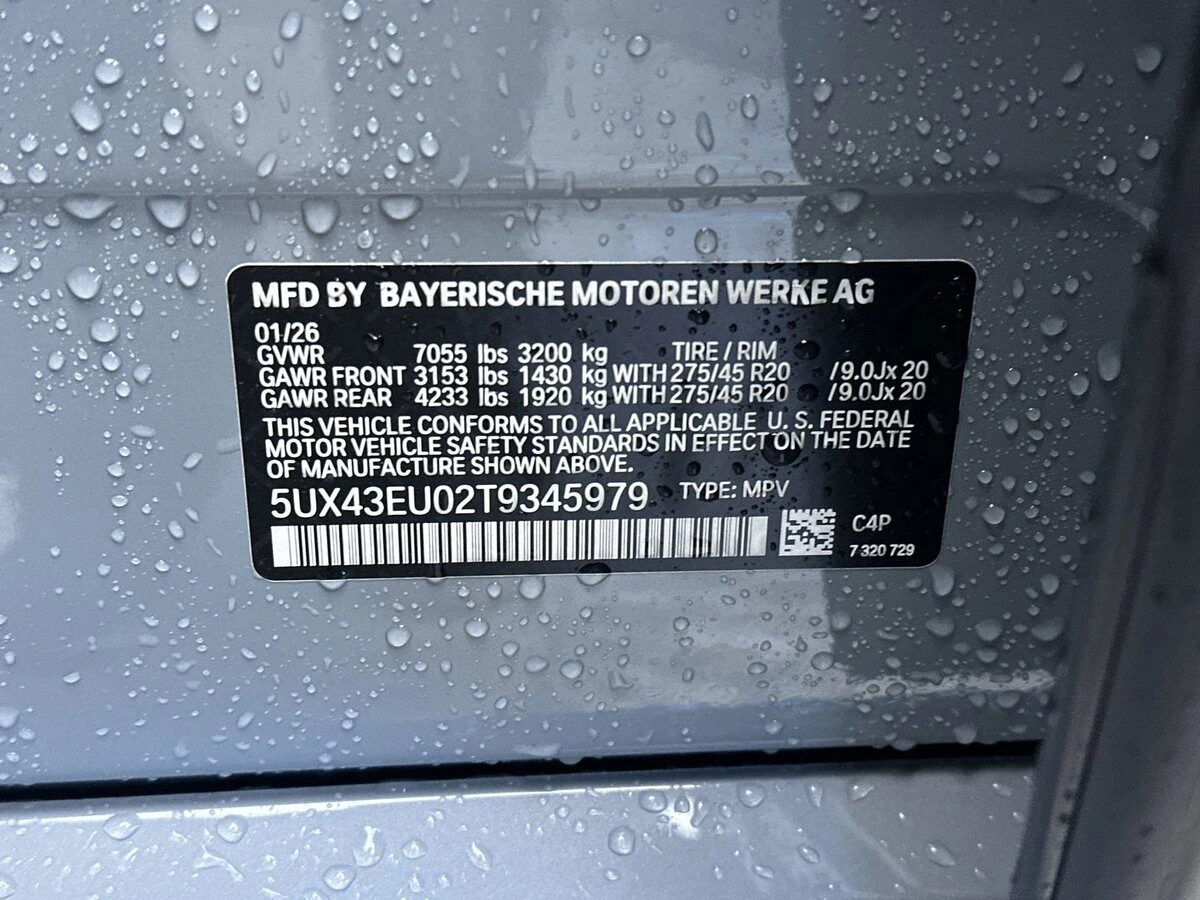 MFD BY BAYERISCHE MOTOREN WERKE AG
01/26
GVWR 7055 lbs 3200 kg TIRE / RIM
GAWR FRONT 3153 lbs 1430 kg WITH 275/45 R20 /9.0Jx 20
GAWR REAR 4233 lbs 1920 kg WITH 275/45 R20 /9.0Jx 20
THIS VEHICLE CONFORMS TO ALL APPLICABLE U. S. FEDERAL
MOTOR VEHICLE SAFETY STANDARDS IN EFFECT ON THE DATE
OF MANUFACTURE SHOWN ABOVE.
5UX43EU02T9345979 TYPE: MPV
C4P
7 320 729